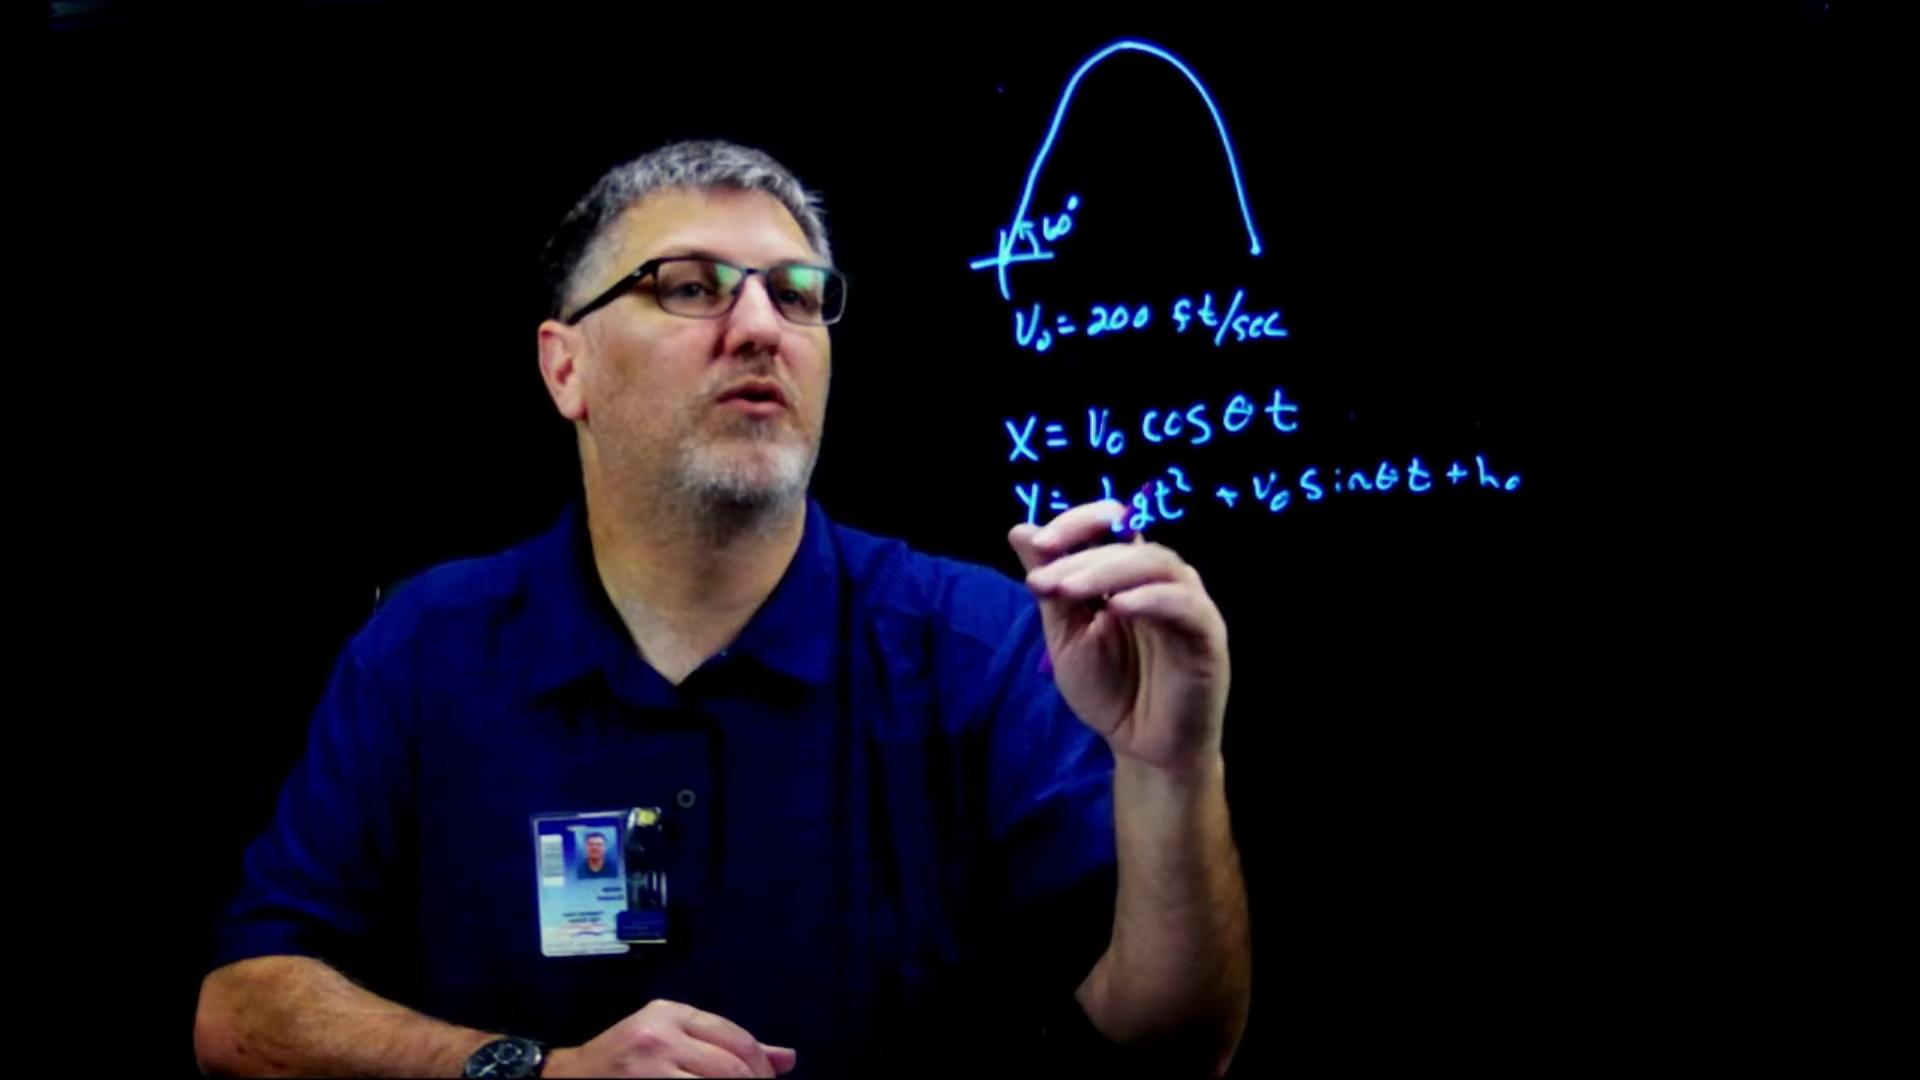 60°
V₀ = 200 ft/sec
X = V₀ cos θ t
y = ½gt² + V₀ sin θ t + h₀